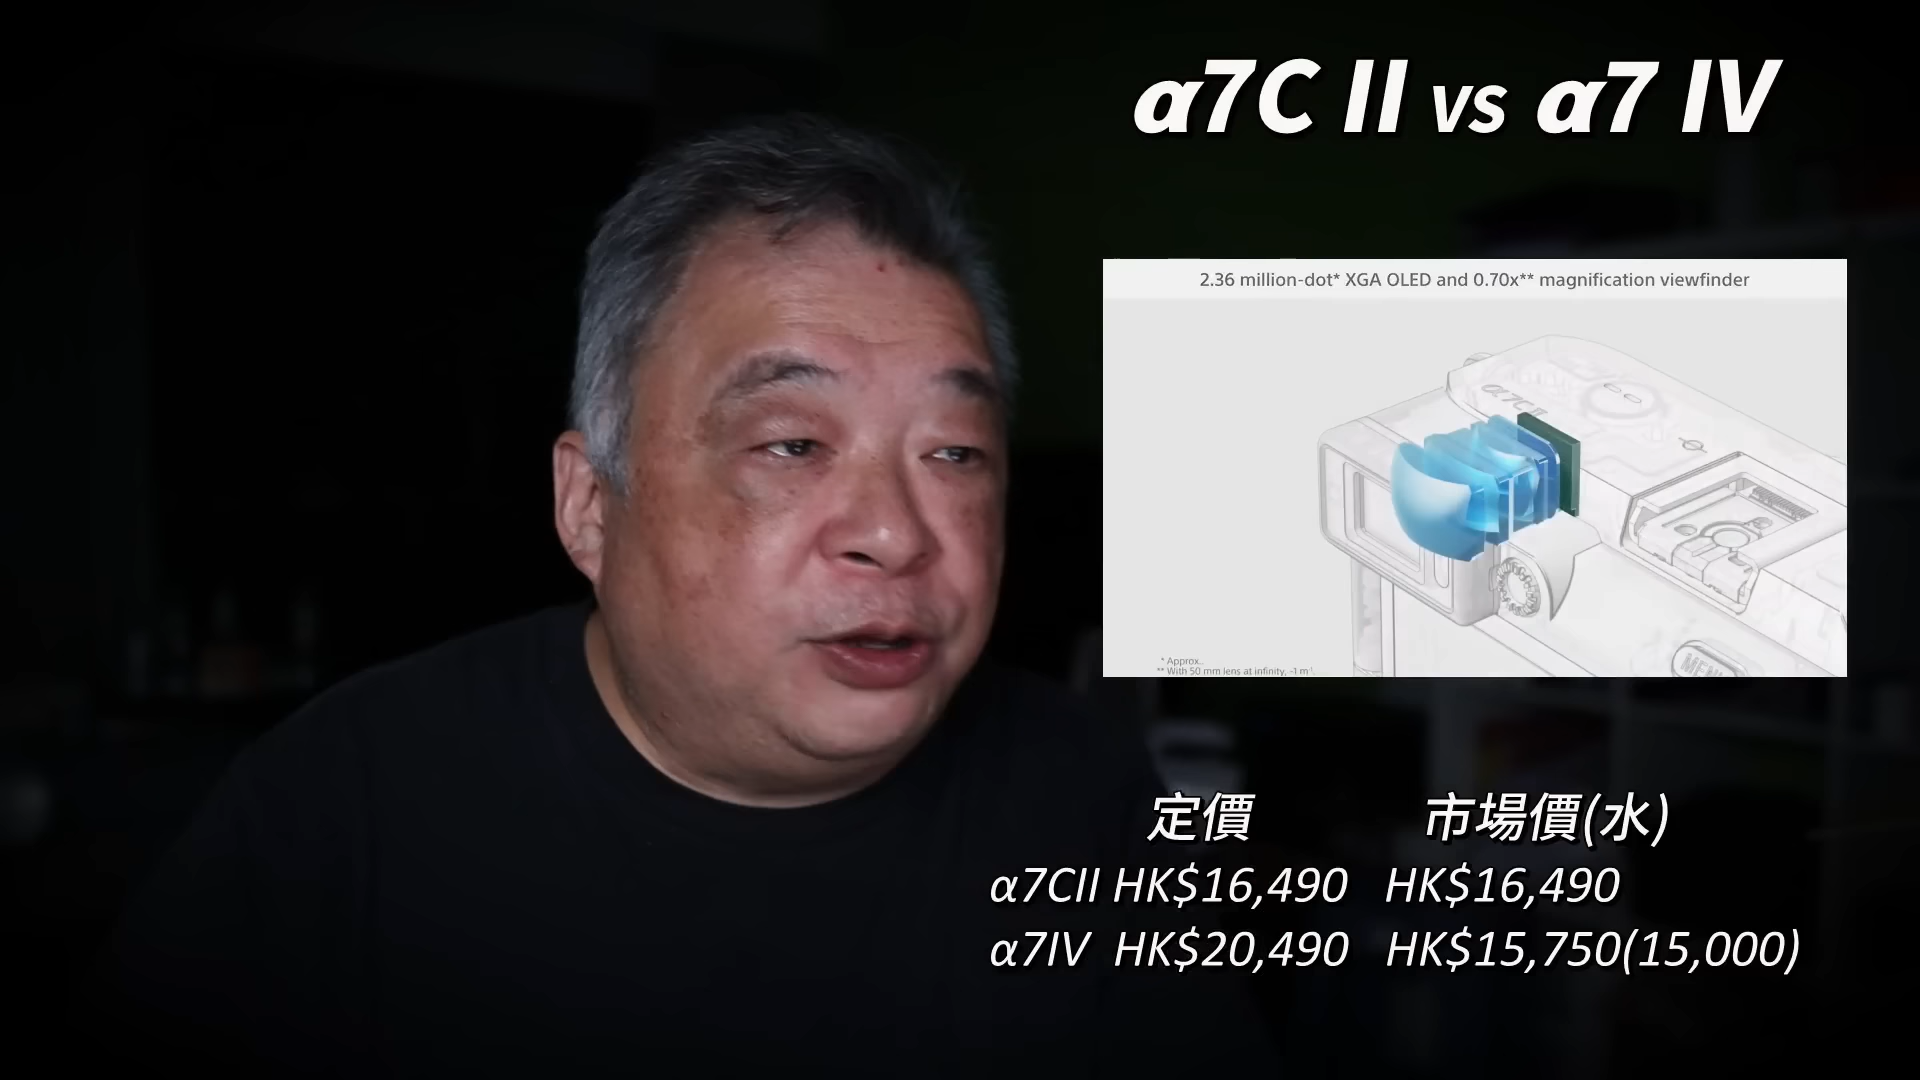 α7C II vs α7 IV
2.36 million-dot* XGA OLED and 0.70x** magnification viewfinder
α7CII
MENU
* Approx.
** With 50 mm lens at infinity, -1 m⁻¹.
定價 市場價(水)
α7CII HK$16,490 HK$16,490
α7IV HK$20,490 HK$15,750(15,000)